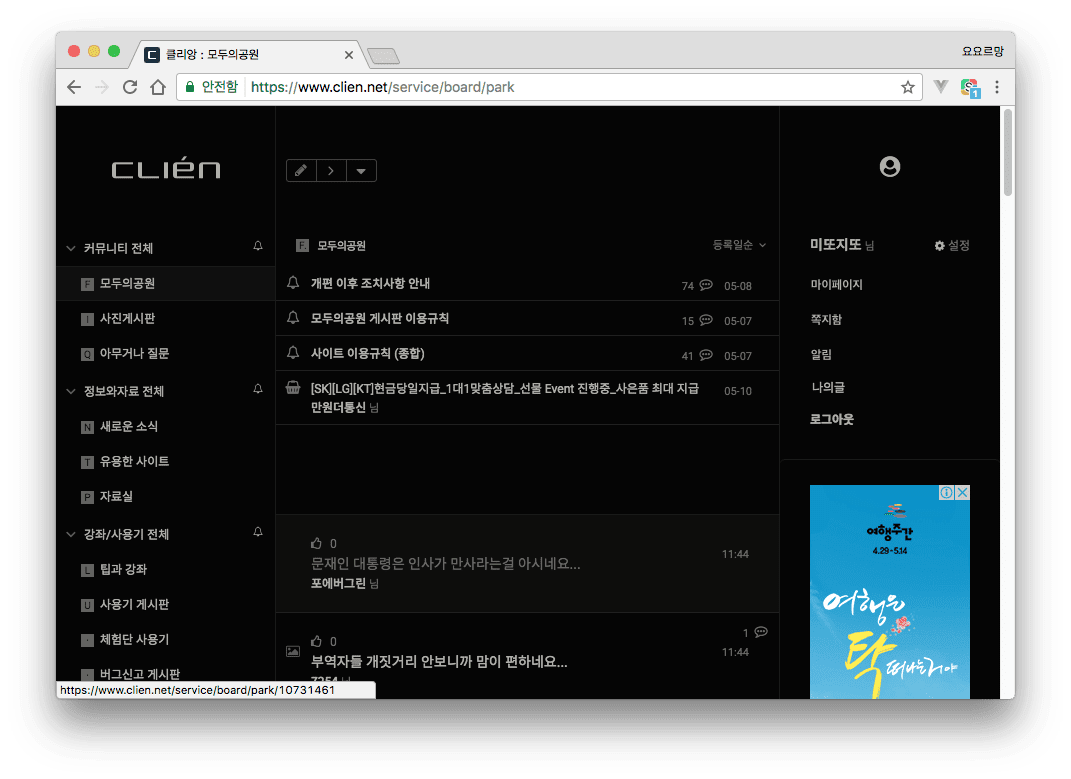 클리앙 : 모두의공원
요요르망
안전함 https://www.clien.net/service/board/park
CLIÉN
커뮤니티 전체
F 모두의공원
I 사진게시판
Q 아무거나 질문
정보와자료 전체
N 새로운 소식
T 유용한 사이트
P 자료실
강좌/사용기 전체
L 팁과 강좌
U 사용기 게시판
· 체험단 사용기
· 버그신고 게시판
https://www.clien.net/service/board/park/10731461
F. 모두의공원 등록일순
개편 이후 조치사항 안내 74 05-08
모두의공원 게시판 이용규칙 15 05-07
사이트 이용규칙 (종합) 41 05-07
[SK][LG][KT]현금당일지급_1대1맞춤상담_선물 Event 진행중_사은품 최대 지급 05-10
만원더통신 님
0
문재인 대통령은 인사가 만사라는걸 아시네요... 11:44
포에버그린 님
0 1
부역자들 개짓거리 안보니까 맘이 편하네요... 11:44
미또지또 님 설정
마이페이지
쪽지함
알림
나의글
로그아웃
여행주간
4.29~5.14
여행은
탁
떠나는거야